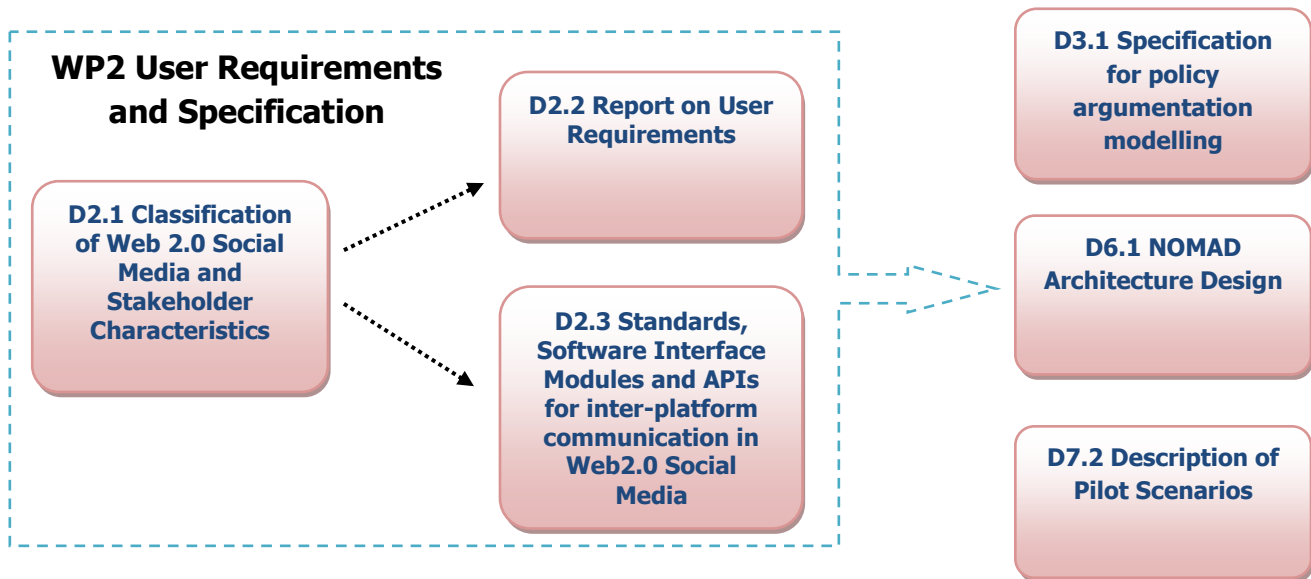 WP2 User Requirements
and Specification
D2.1 Classification
of Web 2.0 Social
Media and
Stakeholder
Characteristics
D2.2 Report on User
Requirements
D2.3 Standards,
Software Interface
Modules and APIs
for inter-platform
communication in
Web2.0 Social
Media
D3.1 Specification
for policy
argumentation
modelling
D6.1 NOMAD
Architecture Design
D7.2 Description of
Pilot Scenarios